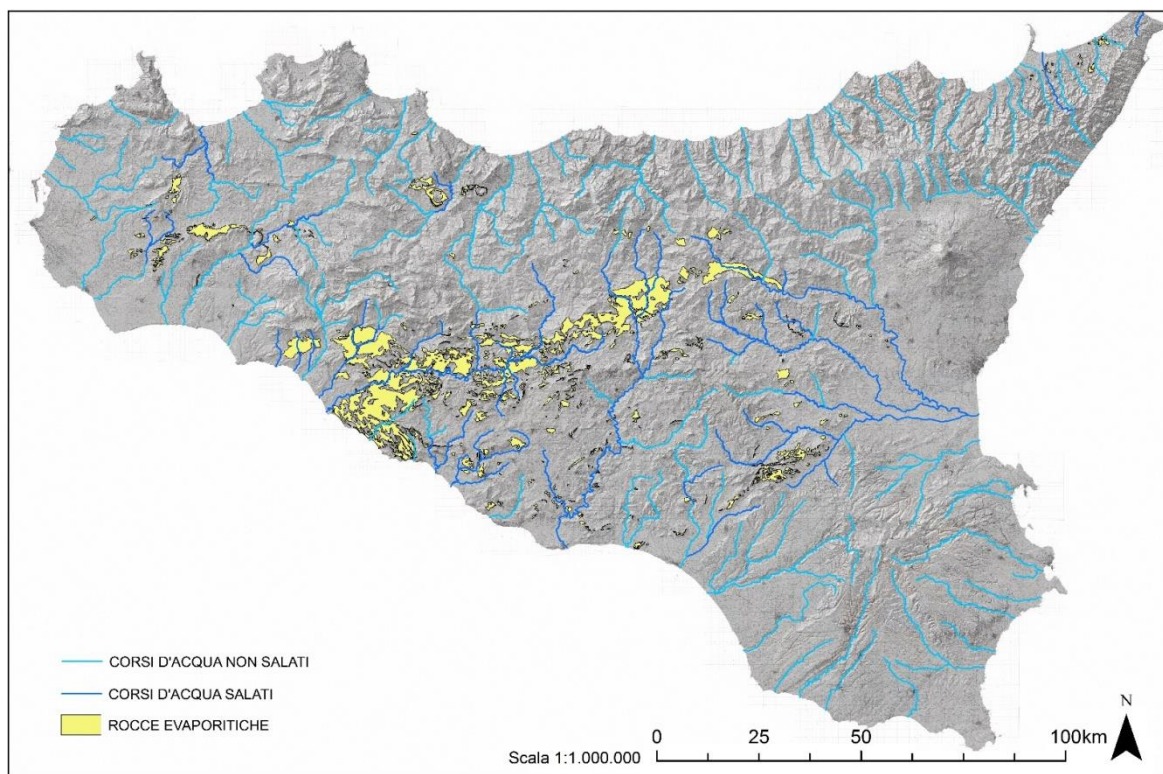 CORSI D'ACQUA NON SALATI
CORSI D'ACQUA SALATI
ROCCE EVAPORITICHE
N
Scala 1:1.000.000
0 25 50 100km